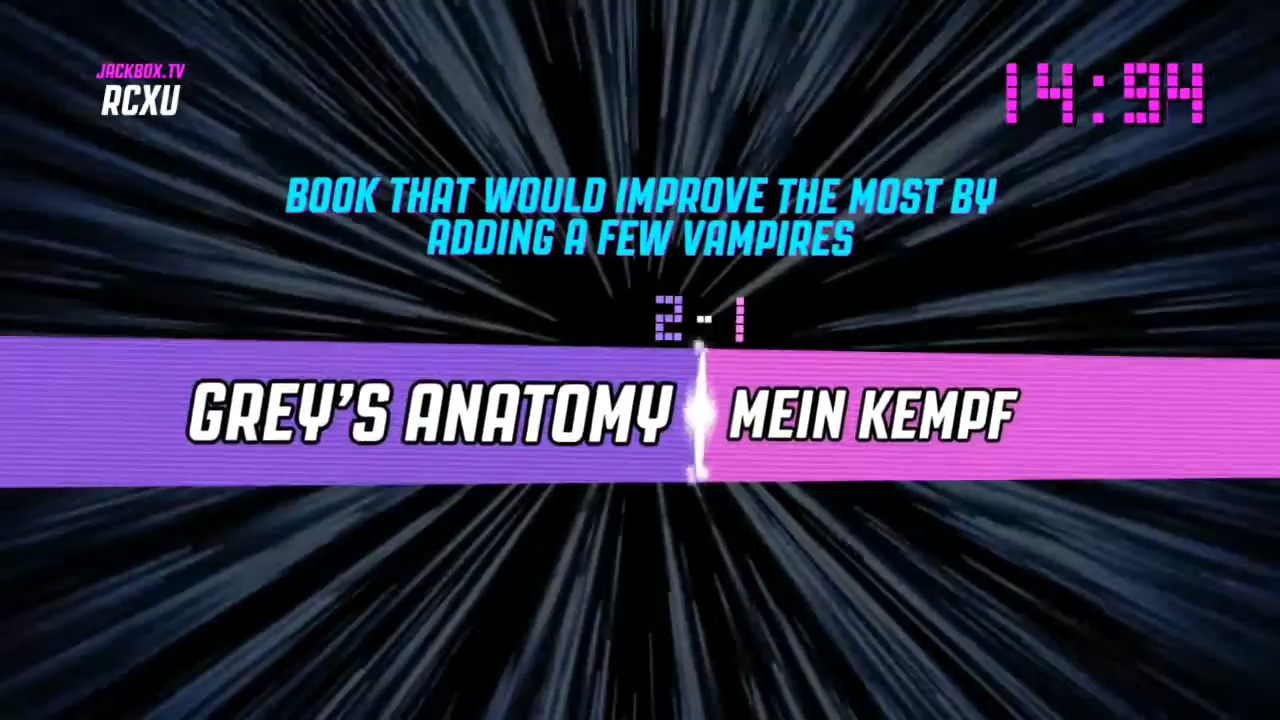 JACKBOX.TV
RCXU
14:94
BOOK THAT WOULD IMPROVE THE MOST BY
ADDING A FEW VAMPIRES
2-1
GREY'S ANATOMY
MEIN KEMPF